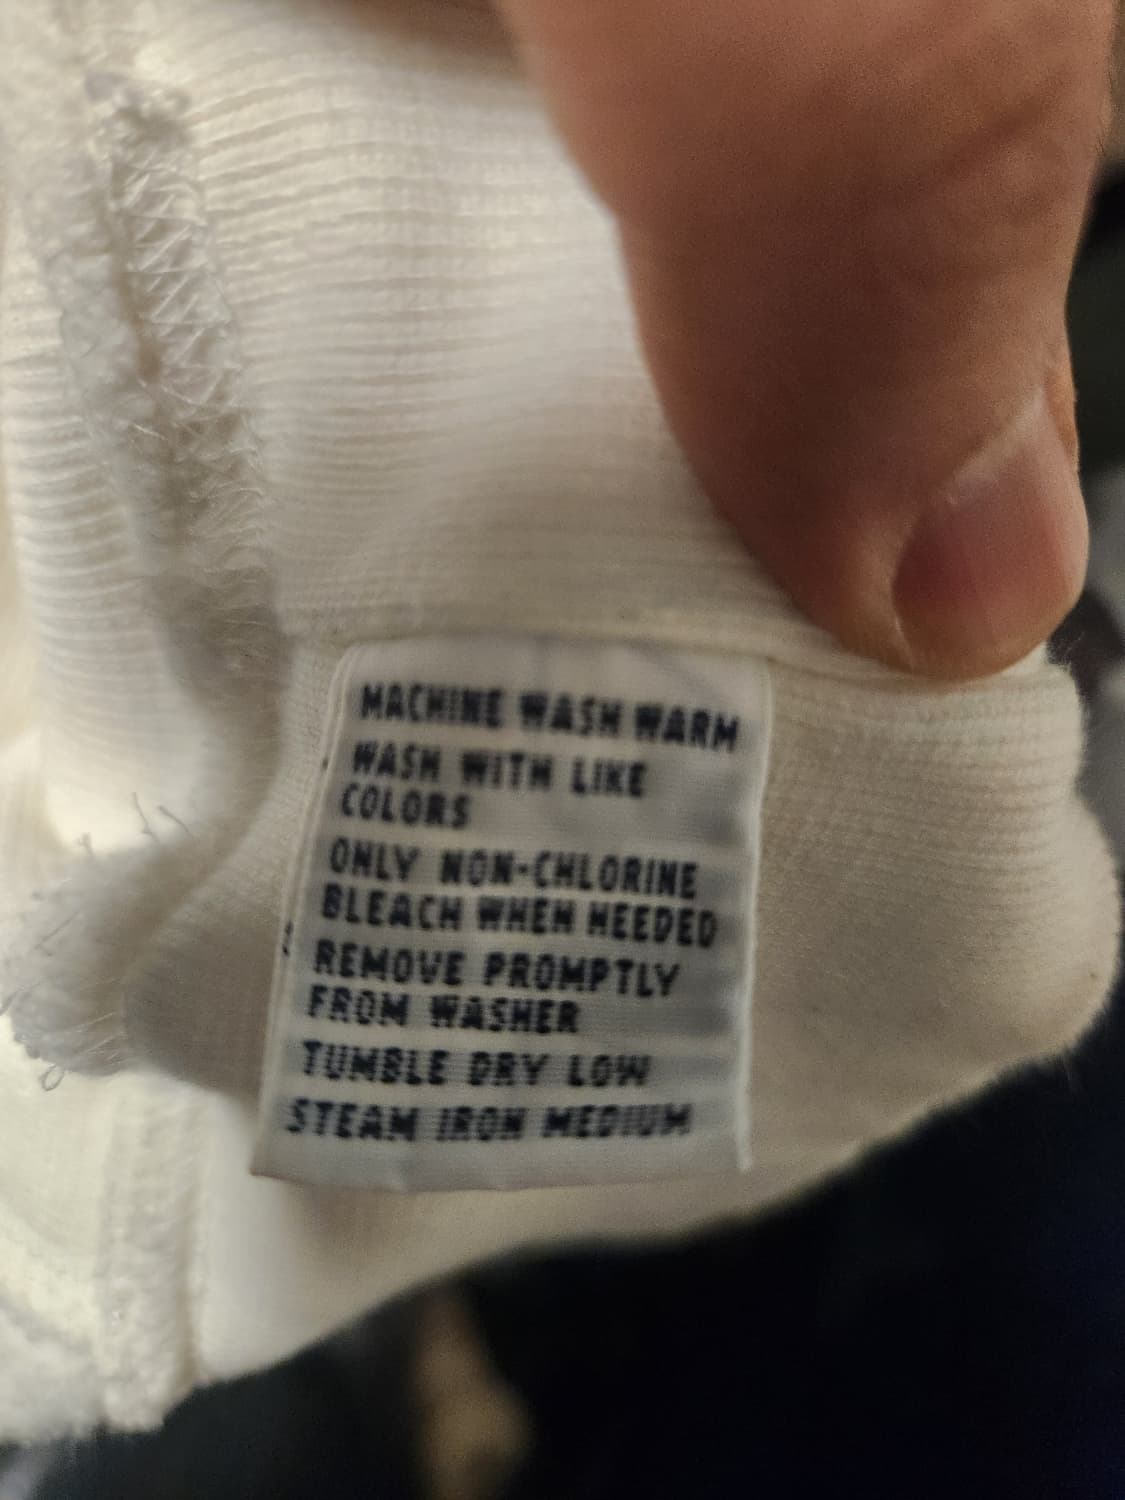 MACHINE WASH WARM
WASH WITH LIKE
COLORS
ONLY NON-CHLORINE
BLEACH WHEN NEEDED
REMOVE PROMPTLY
FROM WASHER
TUMBLE DRY LOW
STEAM IRON MEDIUM